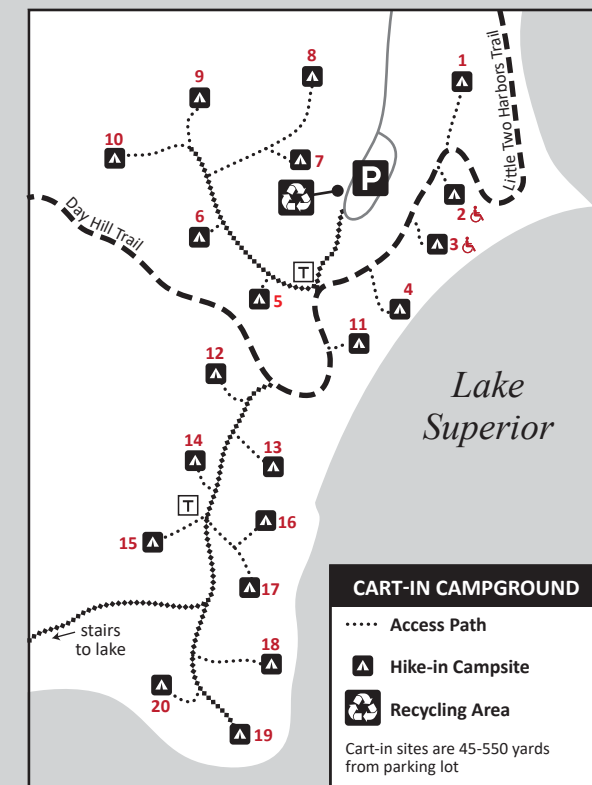 1
8
9
Little Two Harbors Trail
10
7
P
Day Hill Trail
2
6
3
T
5
4
11
12
Lake
Superior
13
14
T
16
15
17
CART-IN CAMPGROUND
Access Path
stairs
to lake
18
Hike-in Campsite
20
Recycling Area
19
Cart-in sites are 45-550 yards
from parking lot